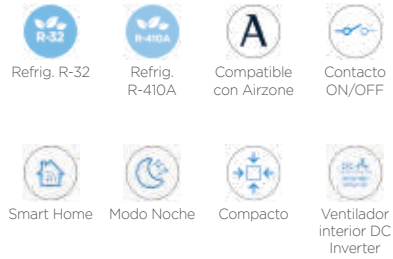 R-32
R-410A
A
Refrig. R-32
Refrig.
R-410A
Compatible
con Airzone
Contacto
ON/OFF
Smart Home
Modo Noche
Compacto
Ventilador
interior DC
Inverter